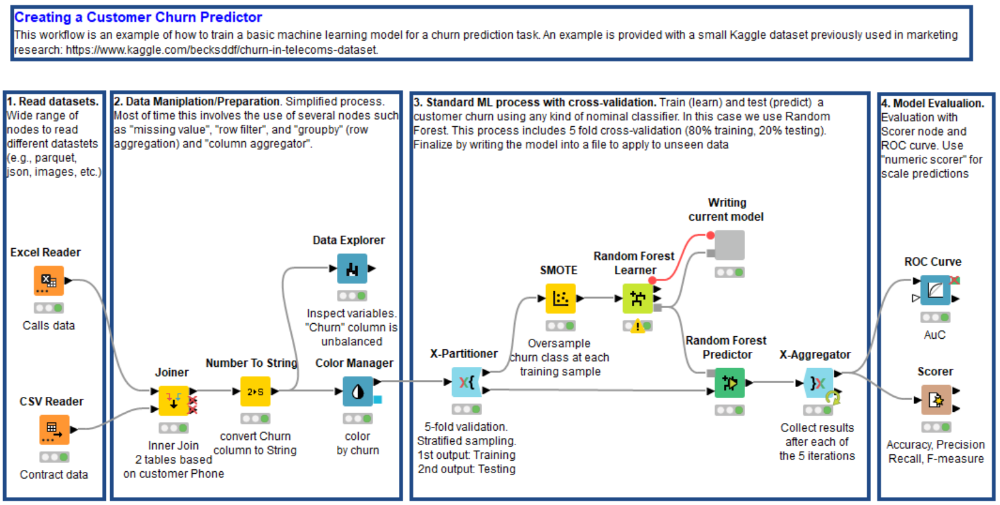 Creating a Customer Churn Predictor
This workflow is an example of how to train a basic machine learning model for a churn prediction task. An example is provided with a small Kaggle dataset previously used in marketing
research: https://www.kaggle.com/becksddf/churn-in-telecoms-dataset.
1. Read datasets.
Wide range of
nodes to read
different datastets
(e.g., parquet,
json, images, etc.)
Excel Reader
Calls data
CSV Reader
Contract data
2. Data Maniplation/Preparation. Simplified process.
Most of time this involves the use of several nodes such
as "missing value", "row filter", and "groupby" (row
aggregation) and "column aggregator".
Data Explorer
Inspect variables.
"Churn" column is
unbalanced
Joiner
Inner Join
2 tables based
on customer Phone
Number To String
2▸S
convert Churn
column to String
Color Manager
color
by churn
3. Standard ML process with cross-validation. Train (learn) and test (predict) a
customer churn using any kind of nominal classifier. In this case we use Random
Forest. This process includes 5 fold cross-validation (80% training, 20% testing).
Finalize by writing the model into a file to apply to unseen data
Writing
current model
Random Forest
Learner
SMOTE
Oversample
churn class at each
training sample
X-Partitioner
X{
5-fold validation.
Stratified sampling.
1st output: Training
2nd output: Testing
Random Forest
Predictor
X-Aggregator
}X
Collect results
after each of
the 5 iterations
4. Model Evaluation.
Evaluation with
Scorer node and
ROC curve. Use
"numeric scorer" for
scale predictions
ROC Curve
AuC
Scorer
Accuracy, Precision
Recall, F-measure